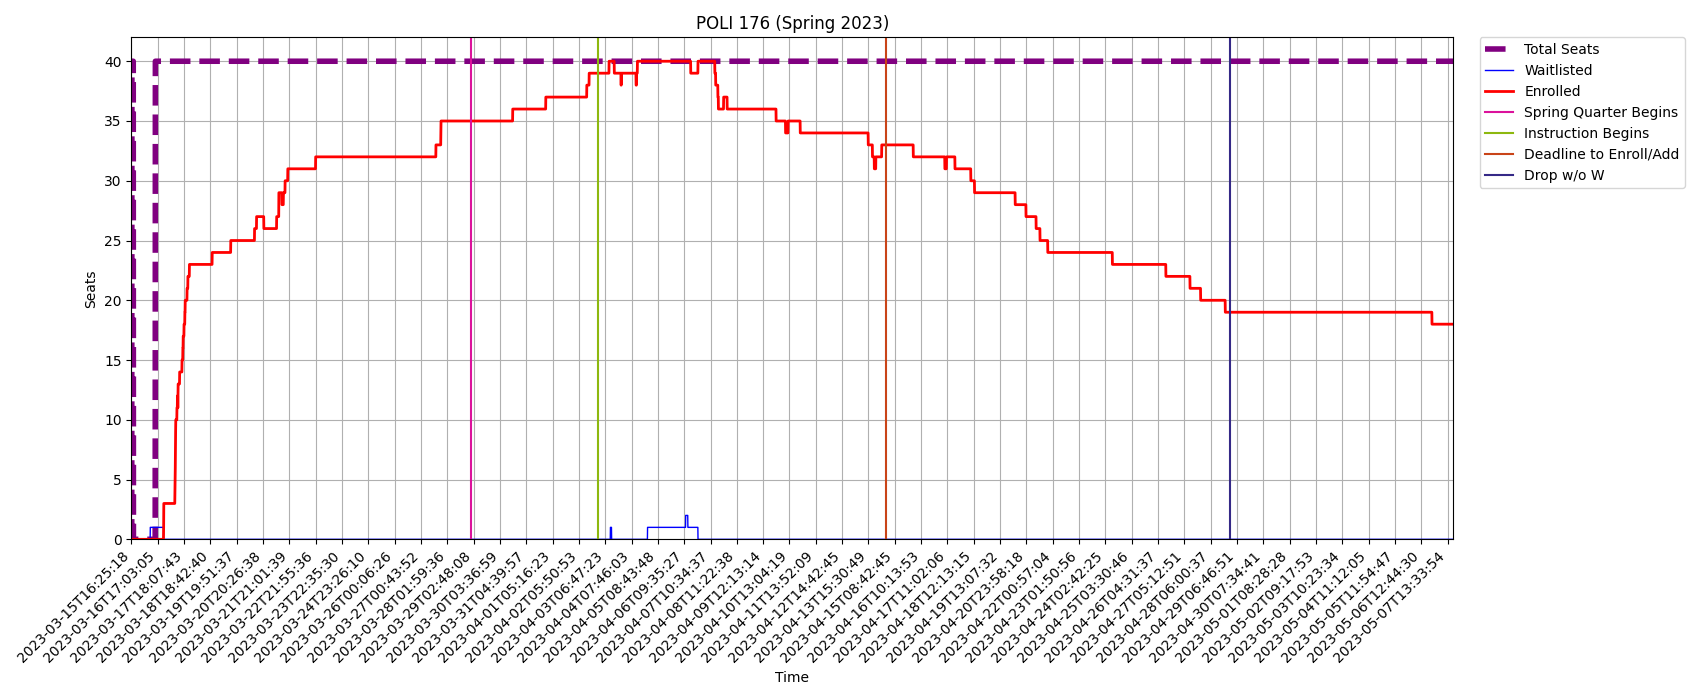 POLI 176 (Spring 2023)
Total Seats
Waitlisted
Enrolled
Spring Quarter Begins
Instruction Begins
Deadline to Enroll/Add
Drop w/o W
Seats
40
35
30
25
20
15
10
5
0
2023-03-15T16:25:18
2023-03-16T17:03:05
2023-03-17T18:07:43
2023-03-18T18:42:40
2023-03-19T19:51:37
2023-03-20T20:26:38
2023-03-21T21:01:39
2023-03-22T21:55:36
2023-03-23T22:35:30
2023-03-24T23:26:10
2023-03-26T00:06:26
2023-03-27T00:43:52
2023-03-28T01:59:36
2023-03-29T02:48:08
2023-03-30T03:36:59
2023-03-31T04:39:57
2023-04-01T05:16:23
2023-04-02T05:50:53
2023-04-03T06:47:23
2023-04-04T07:46:03
2023-04-05T08:43:48
2023-04-06T09:35:27
2023-04-07T10:34:37
2023-04-08T11:22:38
2023-04-09T12:13:14
2023-04-10T13:04:19
2023-04-11T13:52:09
2023-04-12T14:42:45
2023-04-13T15:30:49
2023-04-15T08:42:45
2023-04-16T10:13:53
2023-04-17T11:02:06
2023-04-18T12:13:15
2023-04-19T13:07:32
2023-04-20T23:58:18
2023-04-22T00:57:04
2023-04-23T01:50:56
2023-04-24T02:42:25
2023-04-25T03:30:46
2023-04-26T04:31:37
2023-04-27T05:12:51
2023-04-28T06:00:37
2023-04-29T06:46:51
2023-04-30T07:34:41
2023-05-01T08:28:28
2023-05-02T09:17:53
2023-05-03T10:23:34
2023-05-04T11:12:05
2023-05-05T11:54:47
2023-05-06T12:44:30
2023-05-07T13:33:54
Time